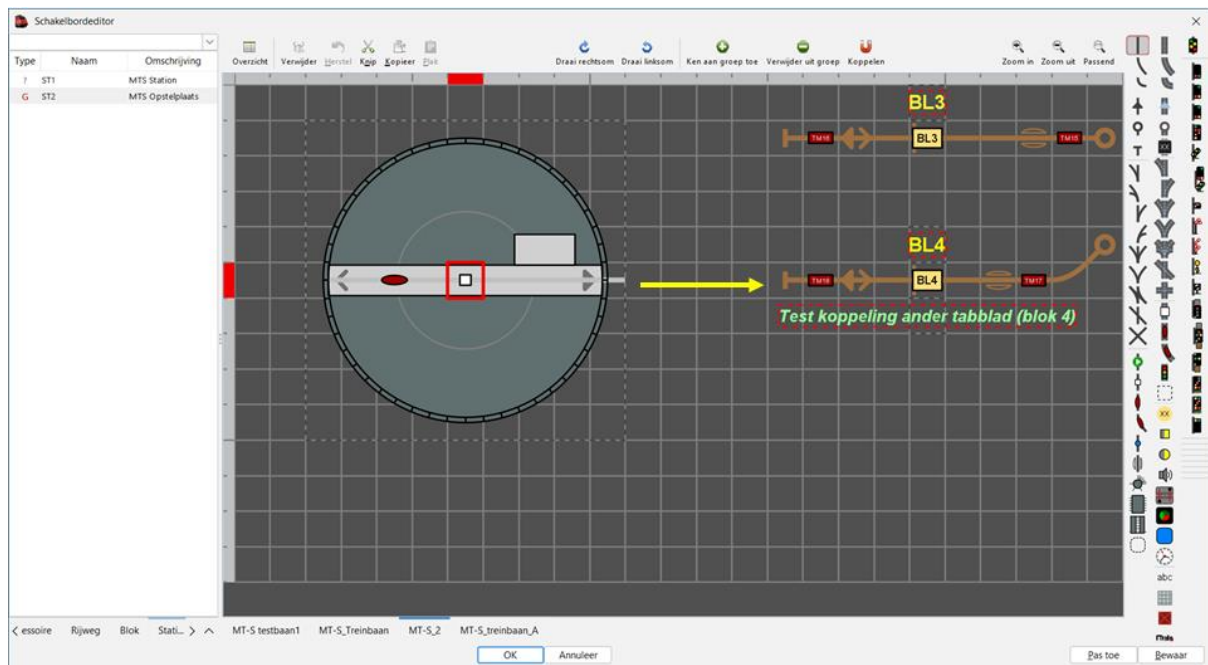 Schakelbordeditor
Type Naam Omschrijving
? ST1 MTS Station
G ST2 MTS Opstelplaats
Overzicht Verwijder Herstel Knip Kopieer Plak Draai rechtsom Draai linksom Ken aan groep toe Verwijder uit groep Koppelen Zoom in Zoom uit Passend
BL3
TM16 BL3 TM15
BL4
TM18 BL4 TM17
Test koppeling ander tabblad (blok 4)
T
XX
XX
abc
essoire Rijweg Blok Stati... MT-S testbaan1 MT-S_Treinbaan MT-S_2 MT-S_treinbaan_A
OK Annuleer Pas toe Bewaar